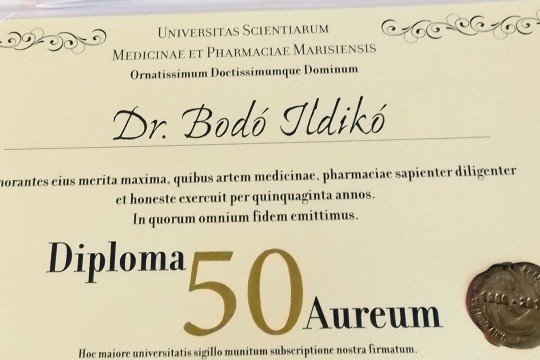 Universitas Scientiarum
Medicinae et Pharmaciae Marisiensis
Ornatissimum Doctissimumque Dominum
Dr. Bodó Ildikó
norantes eius merita maxima, quibus artem medicinae, pharmaciae sapienter diligenter
et honeste exercuit per quinquaginta annos.
In quorum omnium fidem emittimus.
Diploma 50 Aureum
Hoc maiore universitatis sigillo munitum subscriptione nostra firmatum.